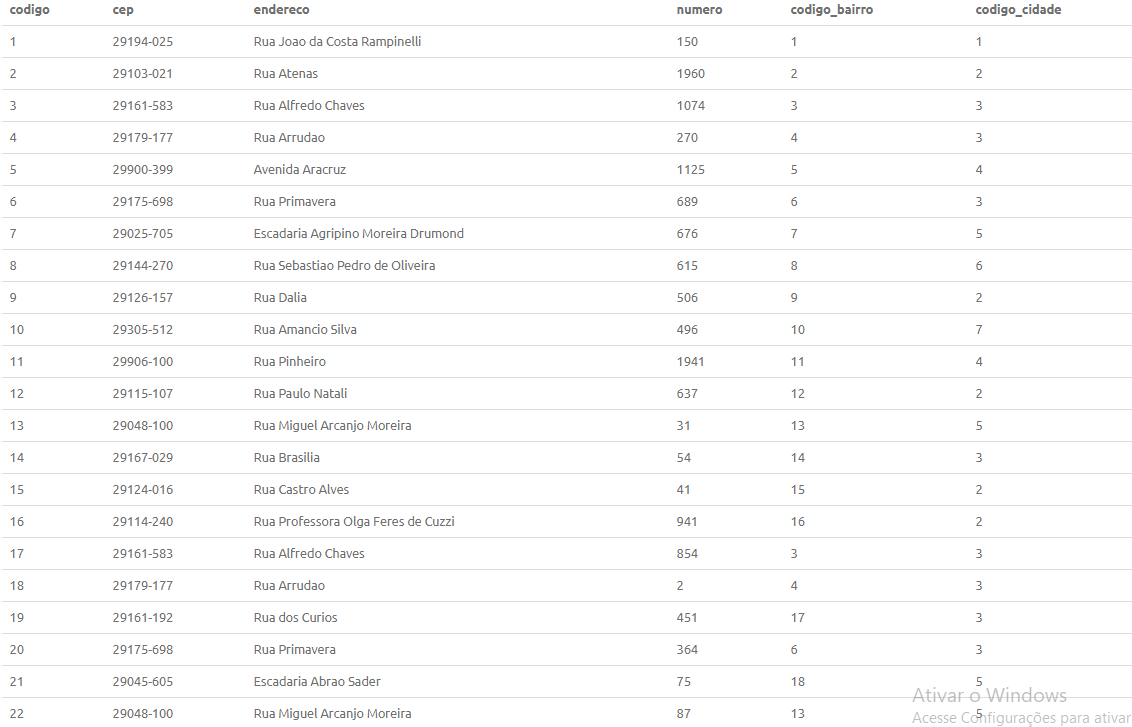 codigo cep endereco numero codigo_bairro codigo_cidade
1 29194-025 Rua Joao da Costa Rampinelli 150 1 1
2 29103-021 Rua Atenas 1960 2 2
3 29161-583 Rua Alfredo Chaves 1074 3 3
4 29179-177 Rua Arrudao 270 4 3
5 29900-399 Avenida Aracruz 1125 5 4
6 29175-698 Rua Primavera 689 6 3
7 29025-705 Escadaria Agripino Moreira Drumond 676 7 5
8 29144-270 Rua Sebastiao Pedro de Oliveira 615 8 6
9 29126-157 Rua Dalia 506 9 2
10 29305-512 Rua Amancio Silva 496 10 7
11 29906-100 Rua Pinheiro 1941 11 4
12 29115-107 Rua Paulo Natali 637 12 2
13 29048-100 Rua Miguel Arcanjo Moreira 31 13 5
14 29167-029 Rua Brasilia 54 14 3
15 29124-016 Rua Castro Alves 41 15 2
16 29114-240 Rua Professora Olga Feres de Cuzzi 941 16 2
17 29161-583 Rua Alfredo Chaves 854 3 3
18 29179-177 Rua Arrudao 2 4 3
19 29161-192 Rua dos Curios 451 17 3
20 29175-698 Rua Primavera 364 6 3
21 29045-605 Escadaria Abrao Sader 75 18 5
Ativar o Windows
22 29048-100 Rua Miguel Arcanjo Moreira 87 13 5
Acesse Configurações para ativar